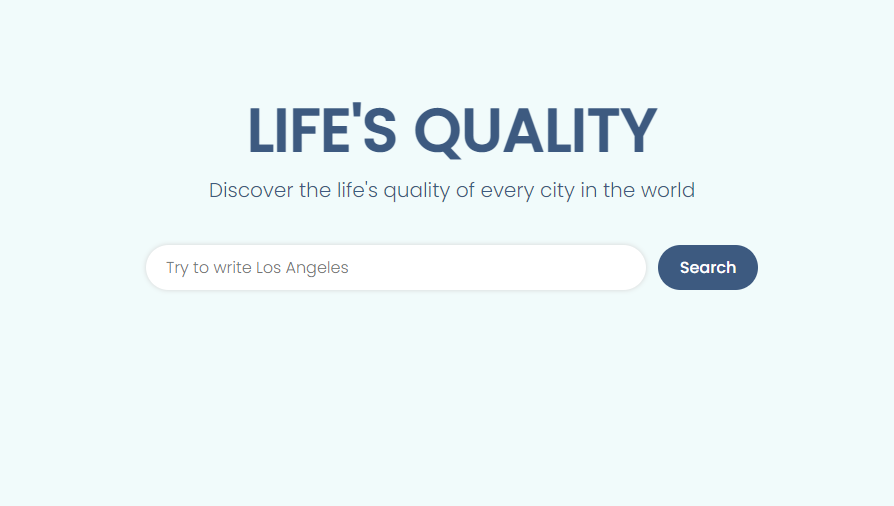 LIFE'S QUALITY
Discover the life's quality of every city in the world
Try to write Los Angeles
Search